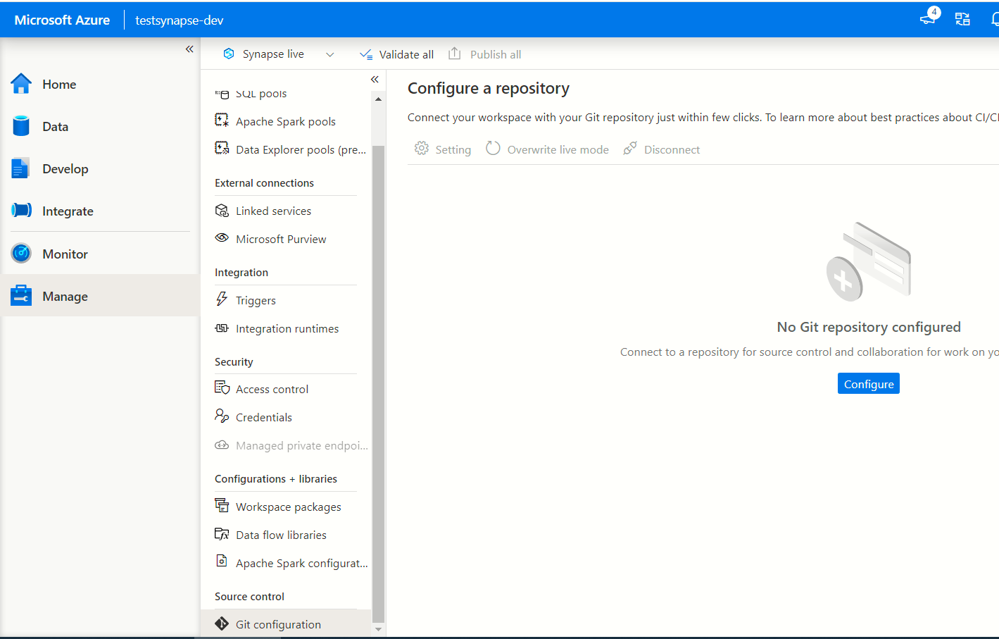 Microsoft Azure
testsynapse-dev
4
Synapse live
Validate all
Publish all
Home
Data
Develop
Integrate
Monitor
Manage
SQL pools
Apache Spark pools
Data Explorer pools (pre...
External connections
Linked services
Microsoft Purview
Integration
Triggers
Integration runtimes
Security
Access control
Credentials
Managed private endpoi...
Configurations + libraries
Workspace packages
Data flow libraries
Apache Spark configurat...
Source control
Git configuration
Configure a repository
Connect your workspace with your Git repository just within few clicks. To learn more about best practices about CI/
Setting
Overwrite live mode
Disconnect
No Git repository configured
Connect to a repository for source control and collaboration for work on
Configure